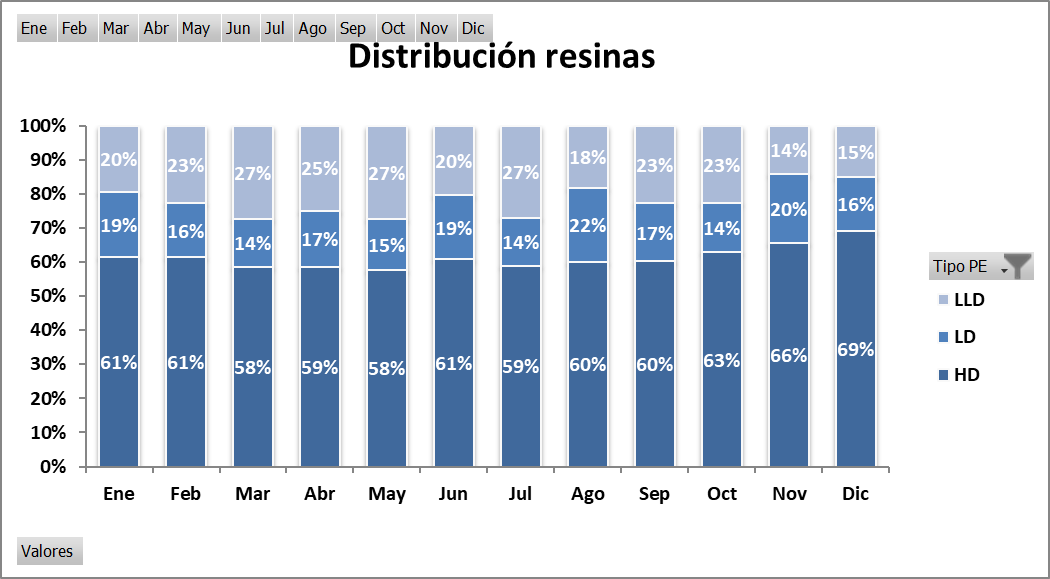 Ene Feb Mar Abr May Jun Jul Ago Sep Oct Nov Dic
Distribución resinas
100%
90%
80%
70%
60%
50%
40%
30%
20%
10%
0%
20% 23% 27% 25% 27% 20% 27% 18% 23% 23% 14% 15%
19% 16% 14% 17% 15% 19% 14% 22% 17% 14% 20% 16%
61% 61% 58% 59% 58% 61% 59% 60% 60% 63% 66% 69%
Ene Feb Mar Abr May Jun Jul Ago Sep Oct Nov Dic
Tipo PE
LLD
LD
HD
Valores